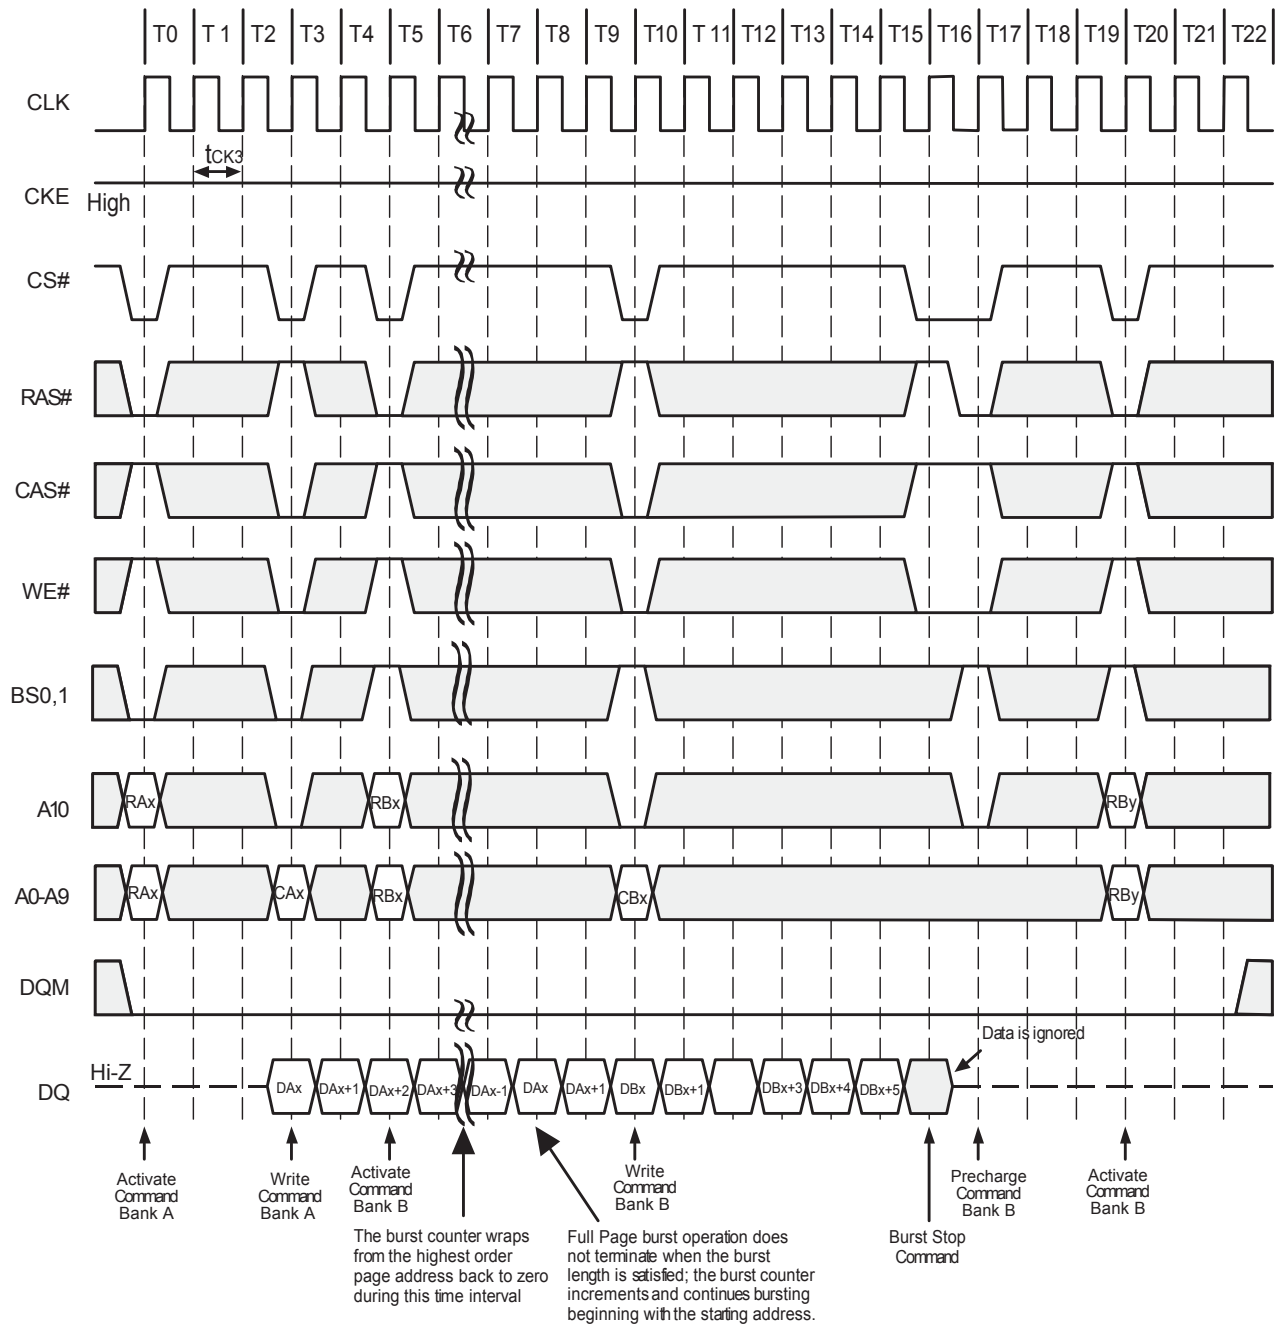 T0 T 1 T2 T3 T4 T5 T6 T7 T8 T9 T10 T 11 T12 T13 T14 T15 T16 T17 T18 T19 T20 T21 T22
CLK
tCK3
CKE High
CS#
RAS#
CAS#
WE#
BS0,1
A10 RAx RBx RBy
A0-A9 RAx CAx RBx CBx RBy
DQM
Data is ignored
Hi-Z
DQ DAx DAx+1 DAx+2 DAx+3 DAx-1 DAx DAx+1 DBx DBx+1 DBx+3 DBx+4 DBx+5
Activate
Command
Bank A
Write
Command
Bank A
Activate
Command
Bank B
The burst counter wraps
from the highest order
page address back to zero
during this time interval
Full Page burst operation does
not terminate when the burst
length is satisfied; the burst counter
increments and continues bursting
beginning with the starting address.
Write
Command
Bank B
Burst Stop
Command
Precharge
Command
Bank B
Activate
Command
Bank B